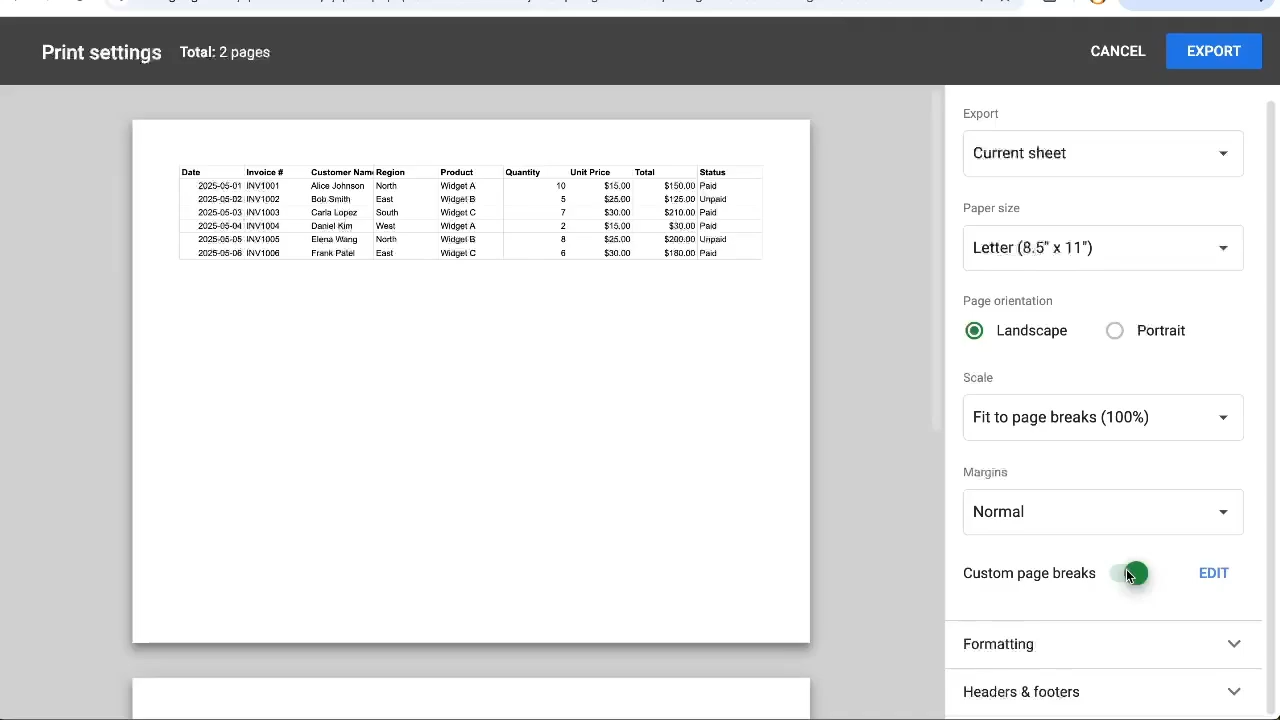 Print settings
Total: 2 pages
CANCEL
EXPORT
Date Invoice # Customer Nam Region Product Quantity Unit Price Total Status
2025-05-01 INV1001 Alice Johnson North Widget A 10 $15.00 $150.00 Paid
2025-05-02 INV1002 Bob Smith East Widget B 5 $25.00 $125.00 Unpaid
2025-05-03 INV1003 Carla Lopez South Widget C 7 $30.00 $210.00 Paid
2025-05-04 INV1004 Daniel Kim West Widget A 2 $15.00 $30.00 Paid
2025-05-05 INV1005 Elena Wang North Widget B 8 $25.00 $200.00 Unpaid
2025-05-06 INV1006 Frank Patel East Widget C 6 $30.00 $180.00 Paid
Export
Current sheet
Paper size
Letter (8.5" x 11")
Page orientation
Landscape Portrait
Scale
Fit to page breaks (100%)
Margins
Normal
Custom page breaks EDIT
Formatting
Headers & footers